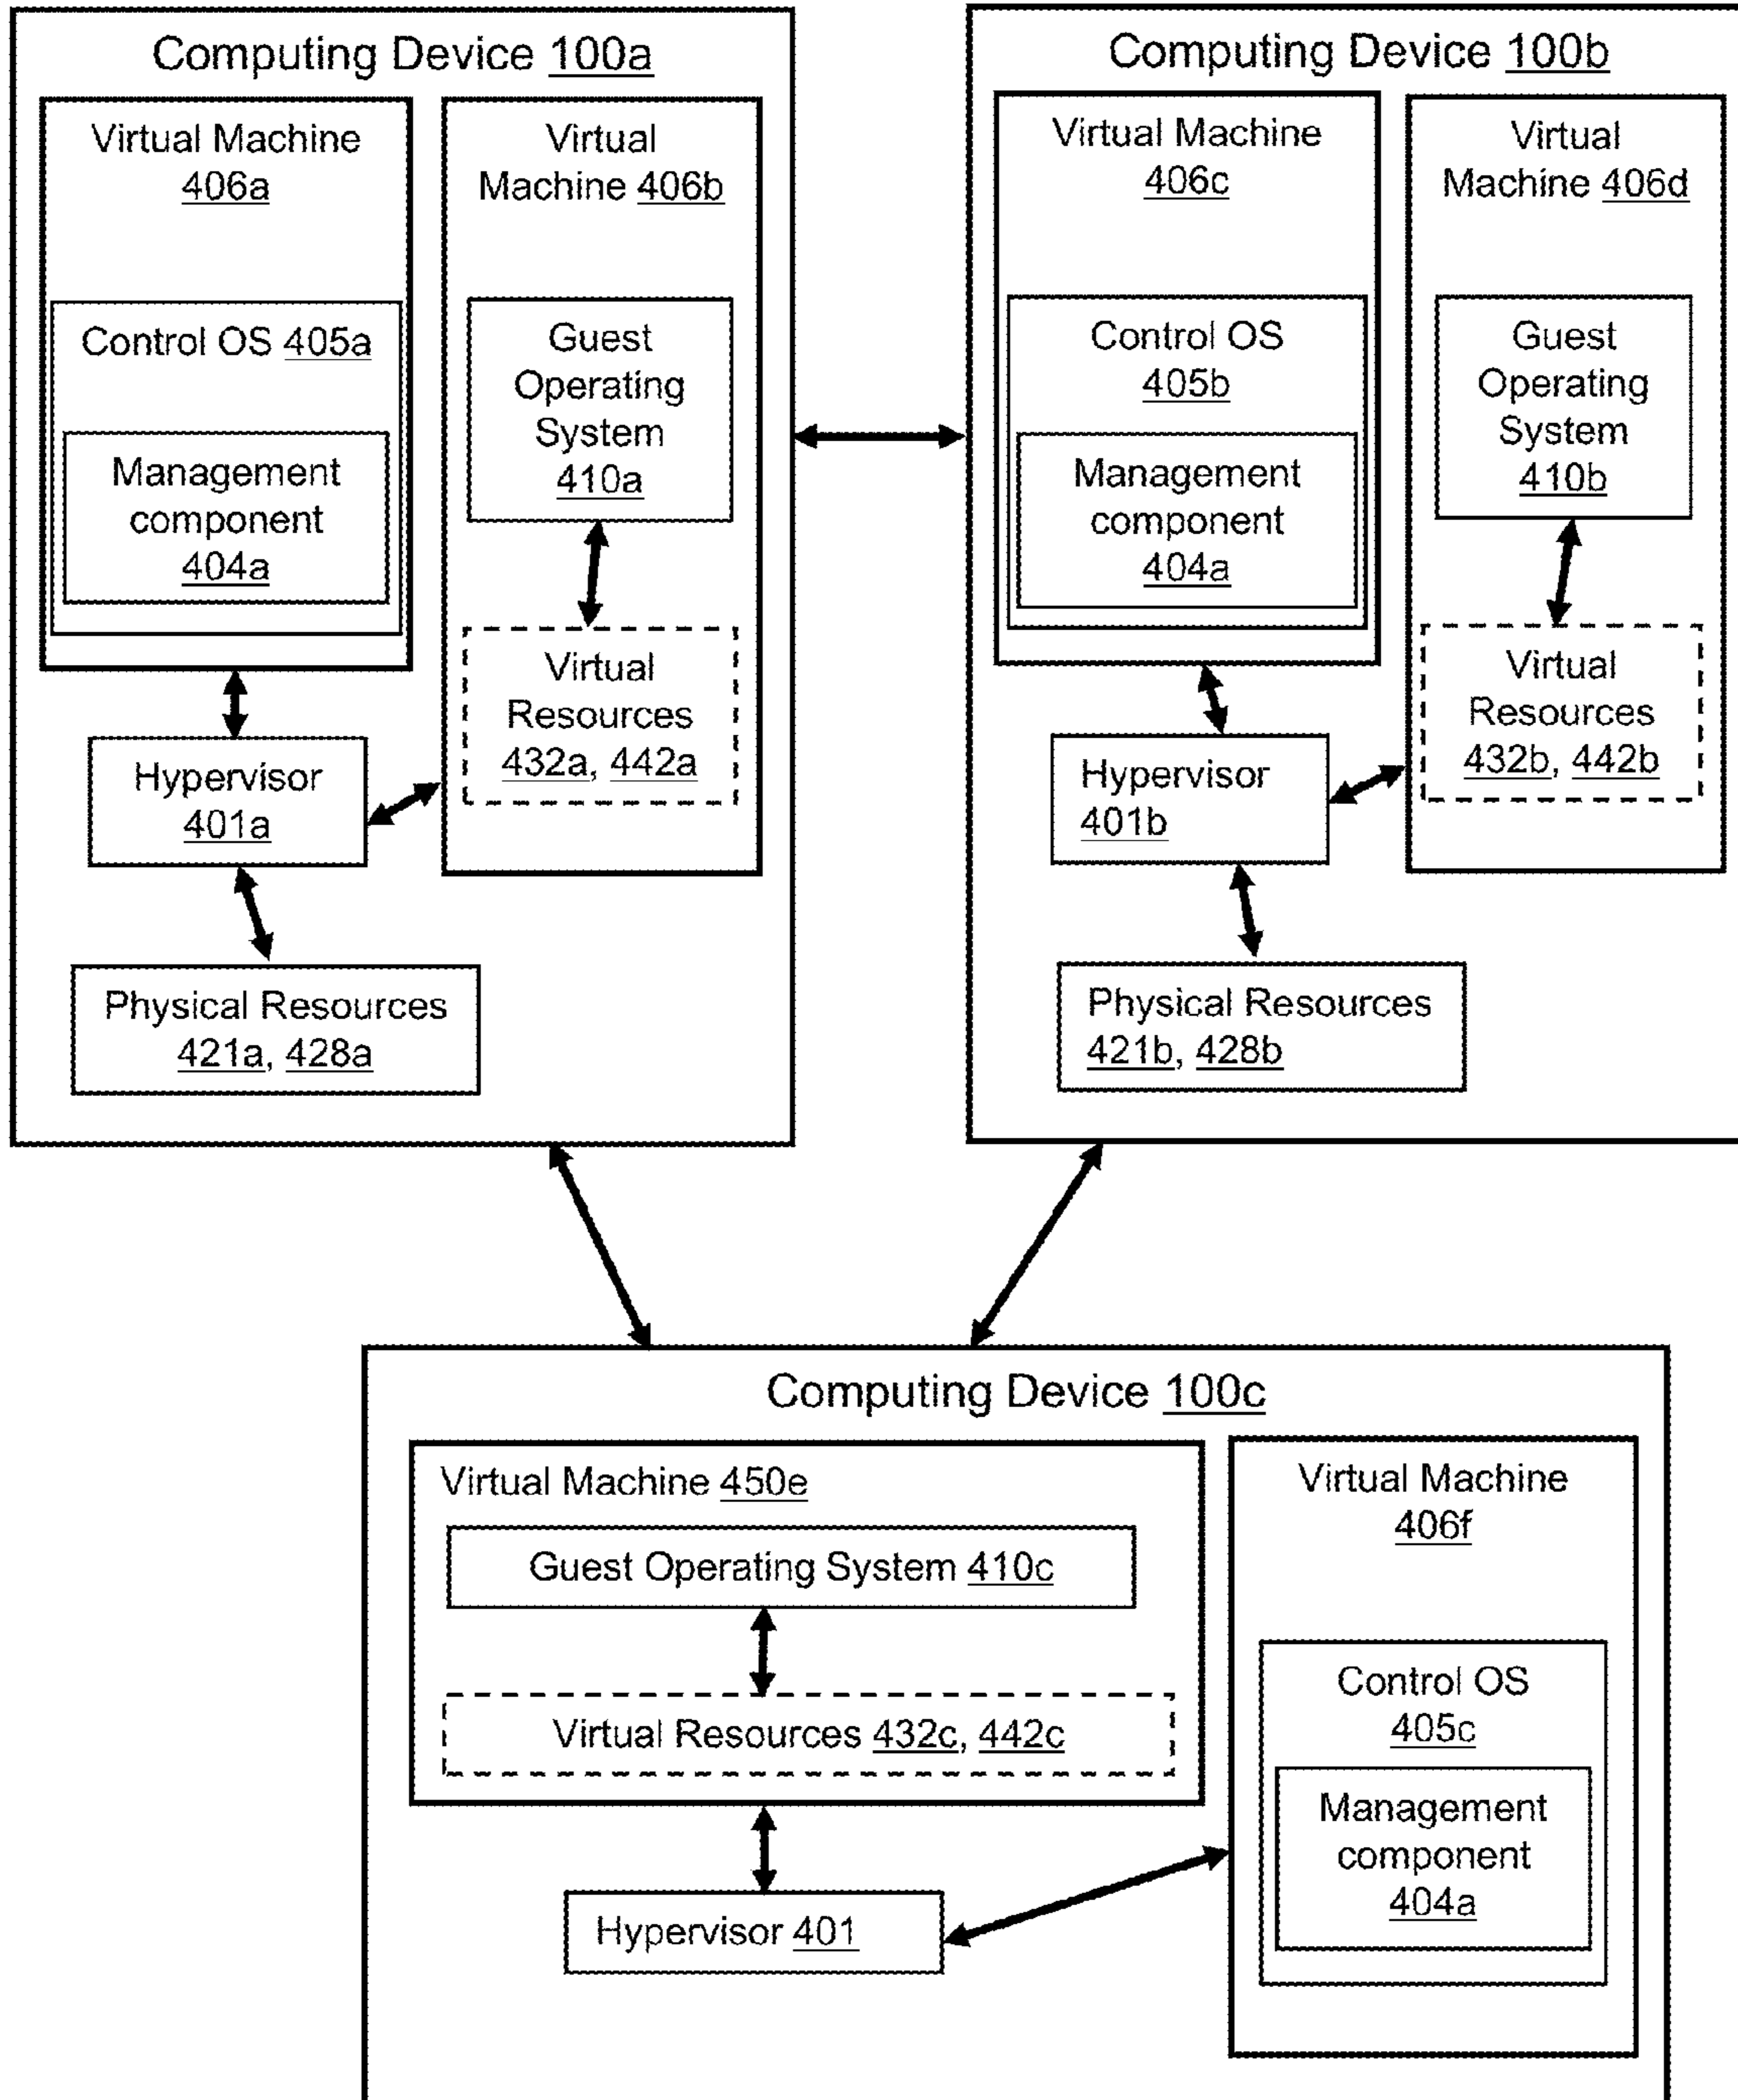 Computing Device 100a
Virtual Machine
406a
Control OS 405a
Management
component
404a
Virtual
Machine 406b
Guest
Operating
System
410a
Virtual
Resources
432a, 442a
Hypervisor
401a
Physical Resources
421a, 428a
Computing Device 100b
Virtual Machine
406c
Control OS
405b
Management
component
404a
Virtual
Machine 406d
Guest
Operating
System
410b
Virtual
Resources
432b, 442b
Hypervisor
401b
Physical Resources
421b, 428b
Computing Device 100c
Virtual Machine 450e
Guest Operating System 410c
Virtual Resources 432c, 442c
Hypervisor 401
Virtual Machine
406f
Control OS
405c
Management
component
404a